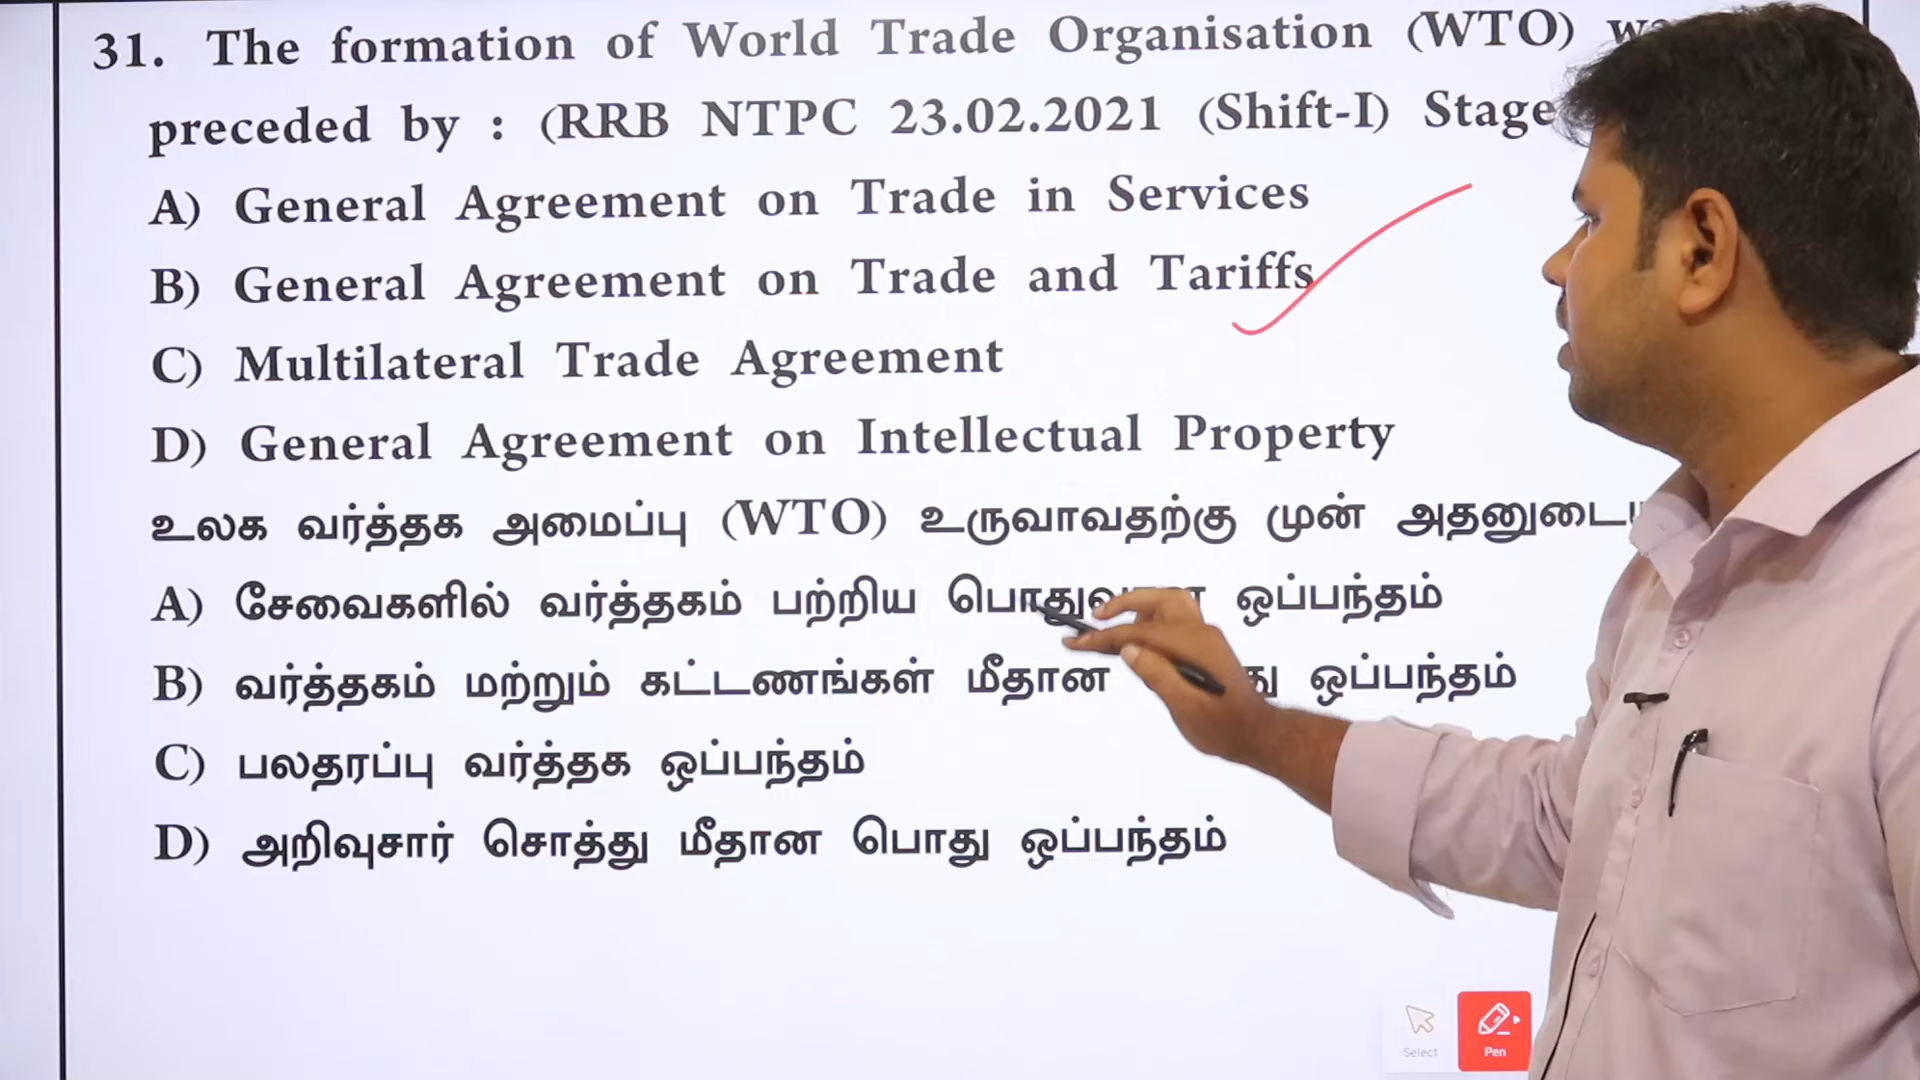 31. The formation of World Trade Organisation (WTO)
preceded by : (RRB NTPC 23.02.2021 (Shift-I) Stage
A) General Agreement on Trade in Services
B) General Agreement on Trade and Tariffs
C) Multilateral Trade Agreement
D) General Agreement on Intellectual Property
உலக வர்த்தக அமைப்பு (WTO) உருவாவதற்கு முன்
A) சேவைகளில் வர்த்தகம் பற்றிய ஒப்பந்தம்
B) வர்த்தகம் மற்றும் கட்டணங்கள் மீதான ஒப்பந்தம்
C) பலதரப்பு வர்த்தக ஒப்பந்தம்
D) அறிவுசார் சொத்து மீதான பொது ஒப்பந்தம்
Select
Pen